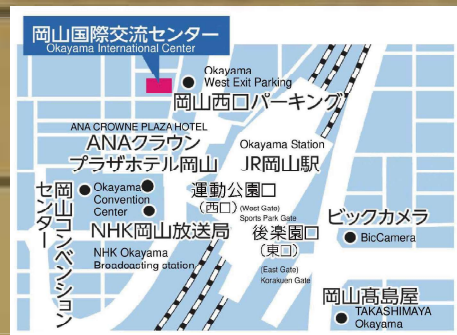 岡山国際交流センター
Okayama International Center
Okayama
West Exit Parking
岡山西口パーキング
ANA CROWNE PLAZA HOTEL
ANAクラウン
プラザホテル岡山
Okayama Station
JR岡山駅
岡山コンベンション
センター
Okayama
Convention
Center
運動公園口
(西口)
(West Gate)
Sports Park Gate
NHK岡山放送局
NHK Okayama
Broadcasting station
後楽園口
(東口)
(East Gate)
Korakuen Gate
ビックカメラ
BicCamera
岡山髙島屋
TAKASHIMAYA
Okayama